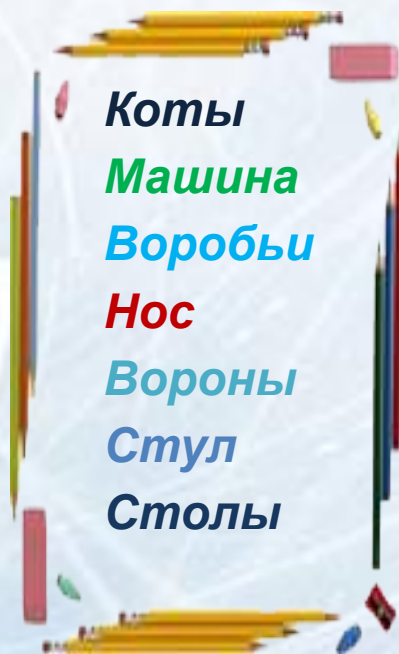 Коты
Машина
Воробьи
Нос
Вороны
Стул
Столы